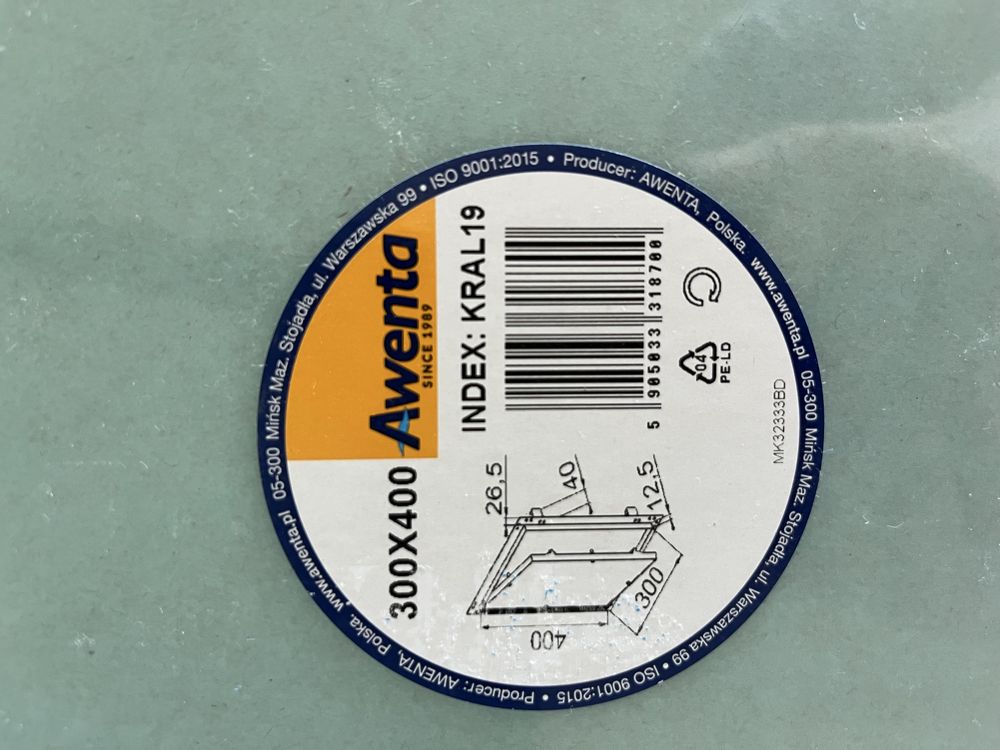 Producer: AWENTA, Polska. www.awenta.pl 05-300 Mińsk Maz. Stojadła, ul. Warszawska 99 • ISO 9001:2015 •
Producer: AWENTA, Polska. www.awenta.pl 05-300 Mińsk Maz. Stojadła, ul. Warszawska 99 • ISO 9001:2015 •
300X400
Awenta
SINCE 1989
INDEX: KRAL19
26,5
40
12,5
400
300
5 905033 318700
04
PE-LD
MK32333BD